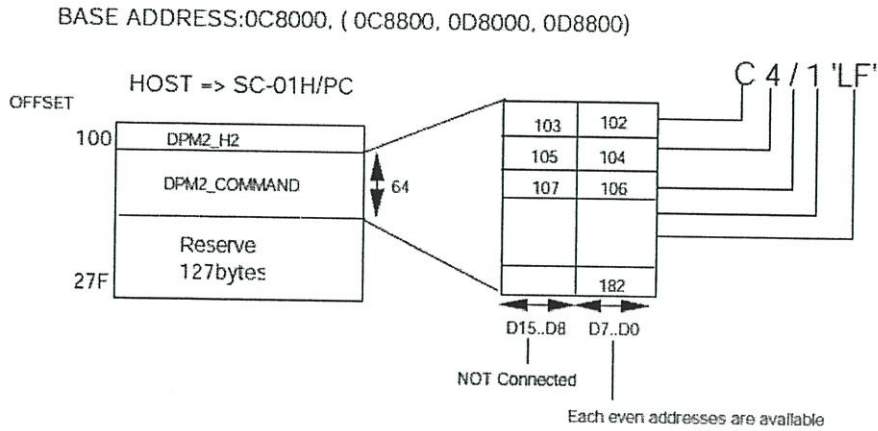 BASE ADDRESS:0C8000, ( 0C8800, 0D8000, 0D8800)
C 4 / 1 'LF'
HOST => SC-01H/PC
OFFSET
100
DPM2_H2
DPM2_COMMAND
64
Reserve
127bytes
27F
103 102
105 104
107 106
182
D15..D8 D7..D0
NOT Connected
Each even addresses are available